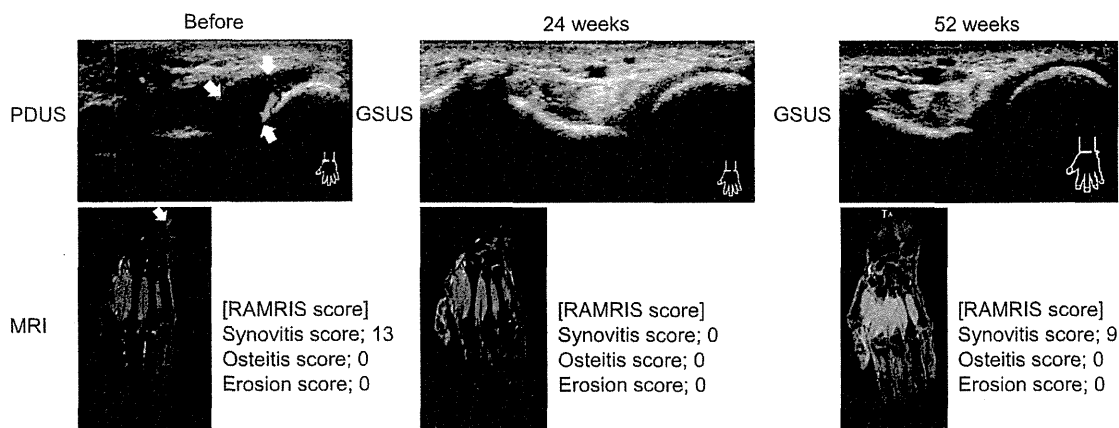 Before
24 weeks
52 weeks
PDUS
GSUS
GSUS
MRI
[RAMRIS score]
Synovitis score; 13
Osteitis score; 0
Erosion score; 0
[RAMRIS score]
Synovitis score; 0
Osteitis score; 0
Erosion score; 0
[RAMRIS score]
Synovitis score; 9
Osteitis score; 0
Erosion score; 0